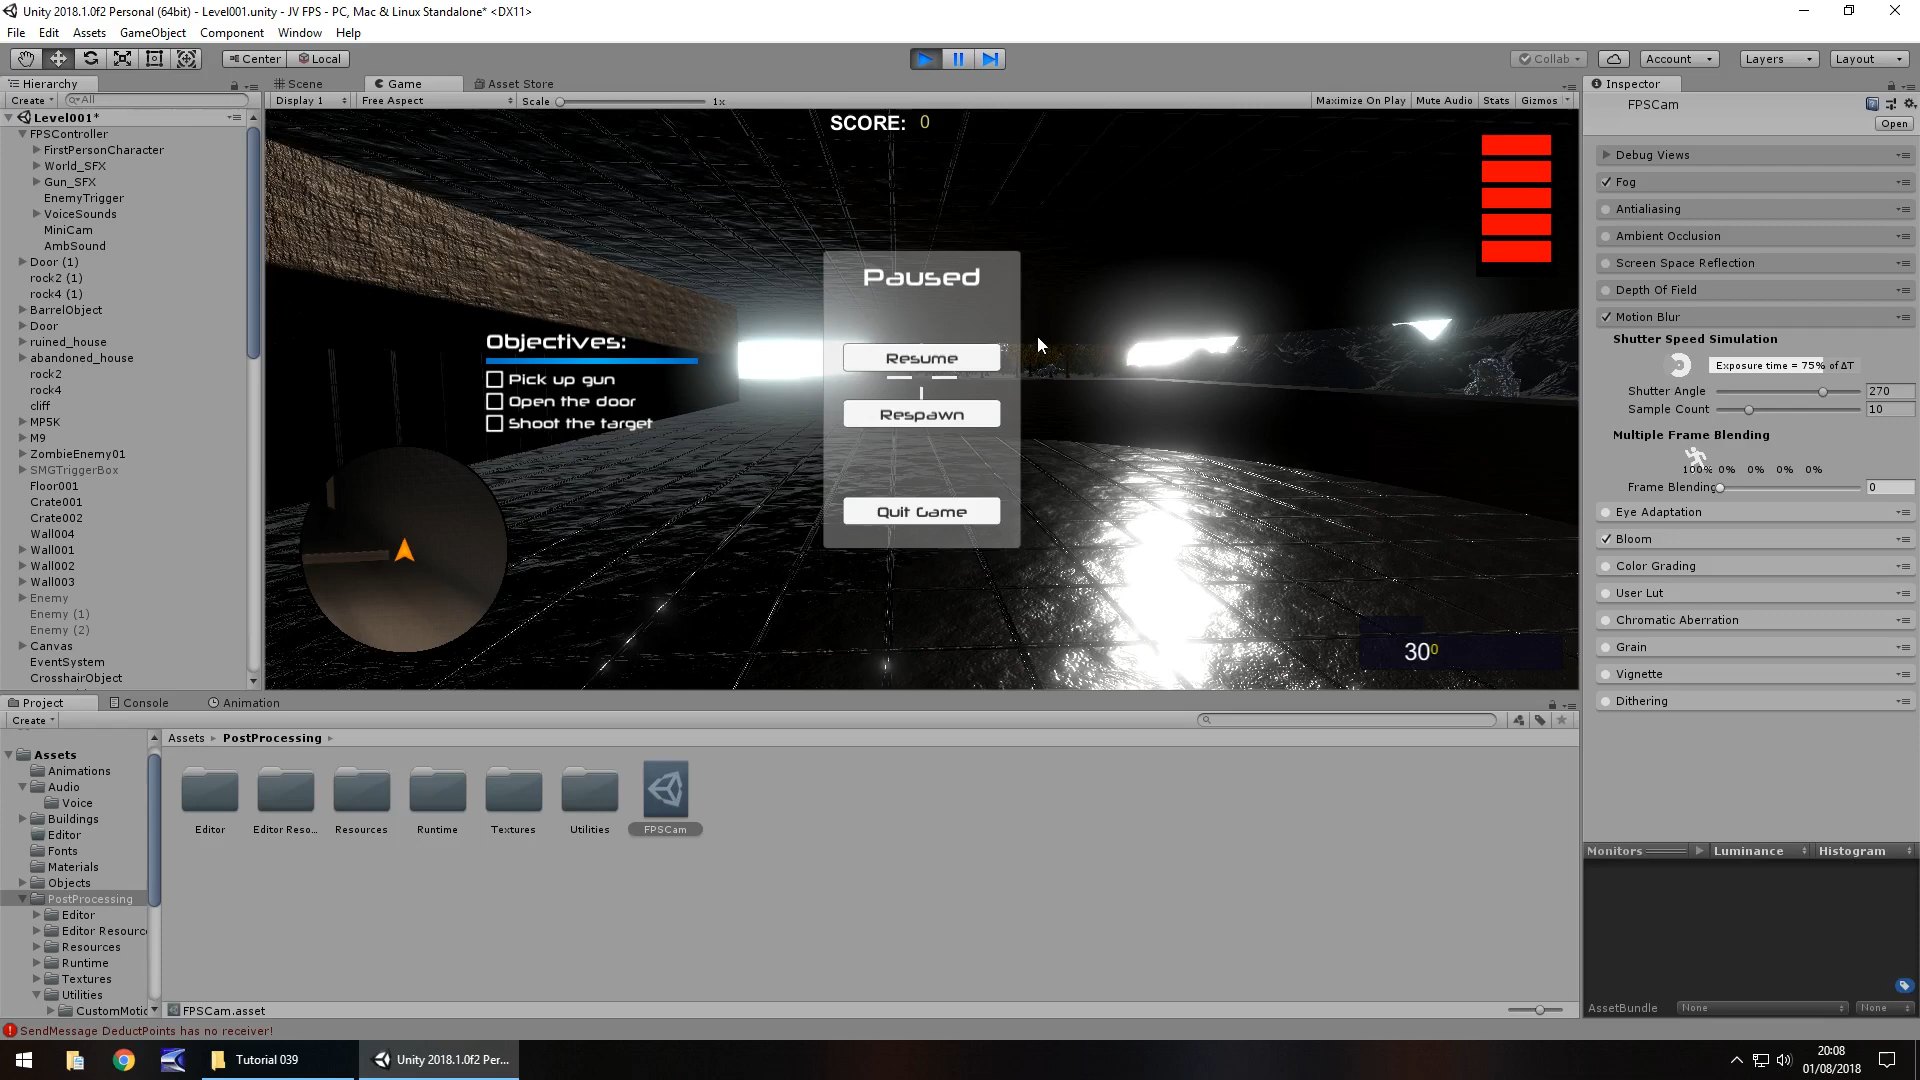 Unity 2018.1.0f2 Personal (64bit) - Level001.unity - JV FPS - PC, Mac & Linux Standalone* <DX11>
File Edit Assets GameObject Component Window Help
Center Local Collab Account Layers Layout
Hierarchy
Create All
Level001*
FPSController
FirstPersonCharacter
World_SFX
Gun_SFX
EnemyTrigger
VoiceSounds
MiniCam
AmbSound
Door (1)
rock2 (1)
rock4 (1)
BarrelObject
Door
ruined_house
abandoned_house
rock2
rock4
cliff
MP5K
M9
ZombieEnemy01
SMGTriggerBox
Floor001
Crate001
Crate002
Wall004
Wall001
Wall002
Wall003
Enemy
Enemy (1)
Enemy (2)
Canvas
EventSystem
CrosshairObject
Scene Game Asset Store
Display 1 Free Aspect Scale 1x Maximize On Play Mute Audio Stats Gizmos
SCORE: 0
Paused
Resume
Respawn
Quit Game
Objectives:
Pick up gun
Open the door
Shoot the target
30 0
Inspector
FPSCam
Open
Debug Views
Fog
Antialiasing
Ambient Occlusion
Screen Space Reflection
Depth Of Field
Motion Blur
Shutter Speed Simulation
Exposure time = 75% of ΔT
Shutter Angle 270
Sample Count 10
Multiple Frame Blending
100% 0% 0% 0% 0%
Frame Blending 0
Eye Adaptation
Bloom
Color Grading
User Lut
Chromatic Aberration
Grain
Vignette
Dithering
Monitors Luminance Histogram
AssetBundle None None
Project Console Animation
Create
Assets
Animations
Audio
Voice
Buildings
Editor
Fonts
Materials
Objects
PostProcessing
Editor
Editor Resourc
Resources
Runtime
Textures
Utilities
CustomMotic
Assets PostProcessing
Editor Editor Reso... Resources Runtime Textures Utilities FPSCam
FPSCam.asset
SendMessage DeductPoints has no receiver!
Tutorial 039
Unity 2018.1.0f2 Per...
20:08
01/08/2018